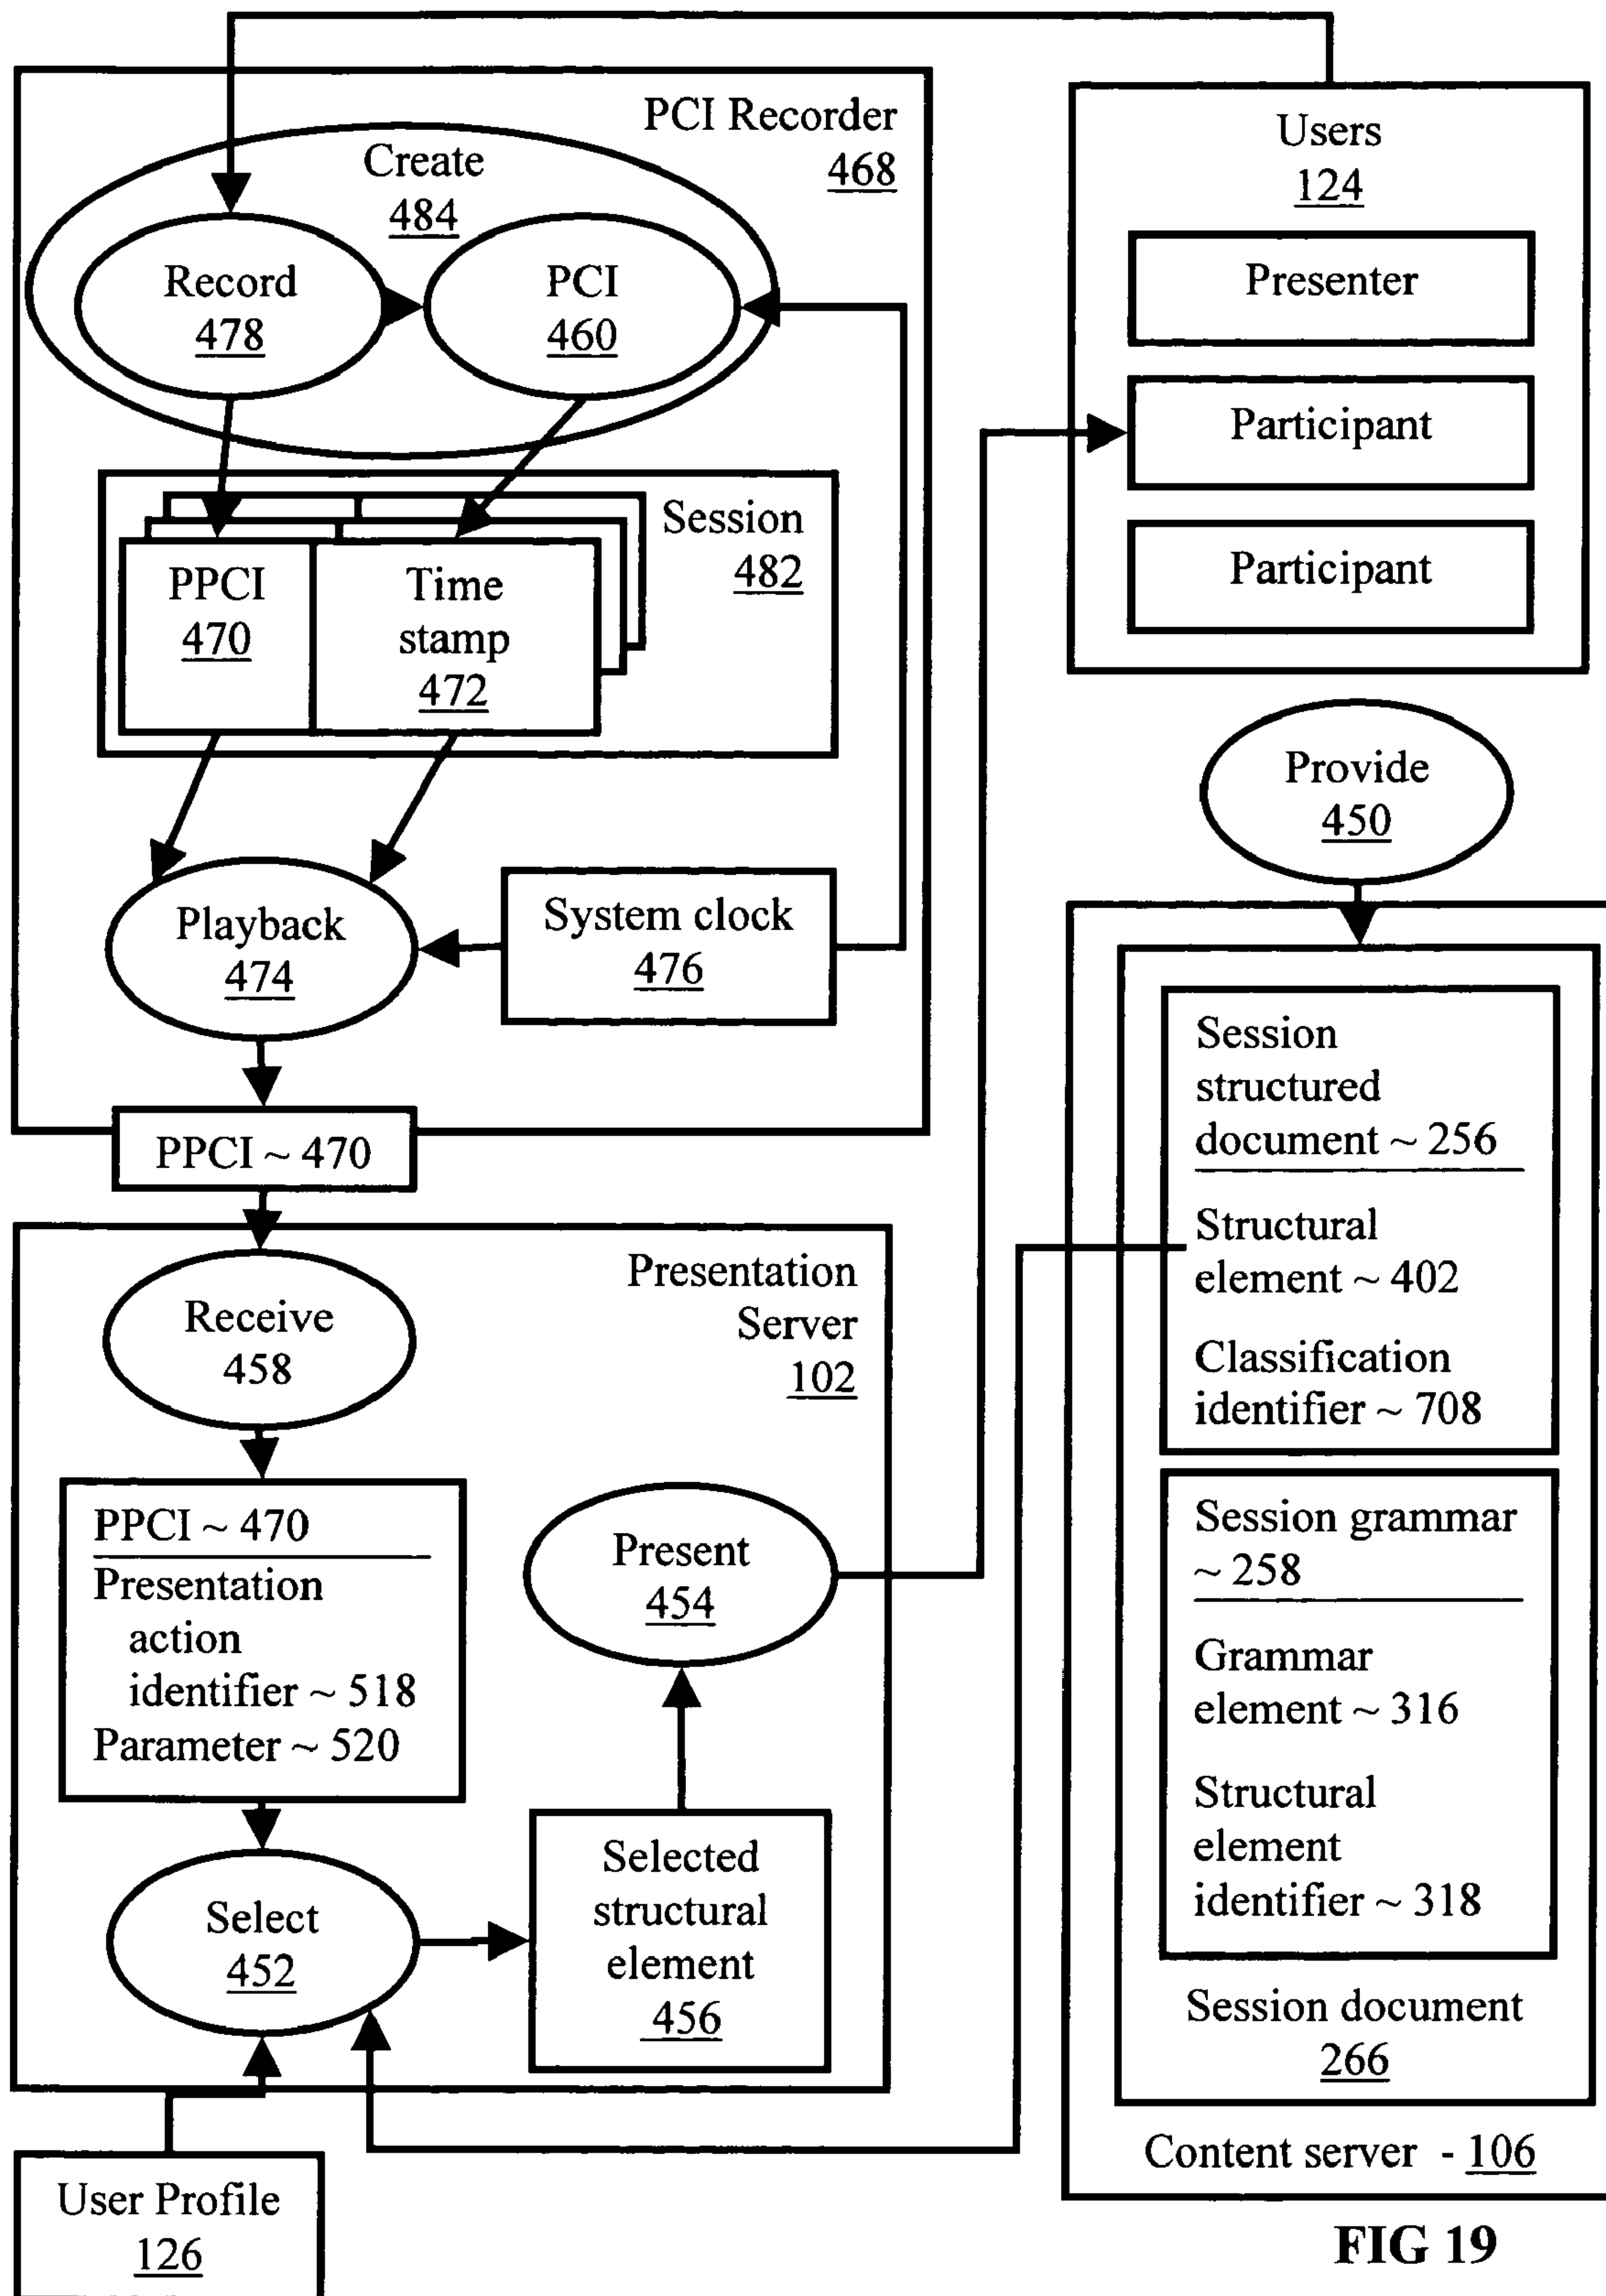 PCI Recorder
468
Create
484
Record
478
PCI
460
Session
482
PPCI
470
Time
stamp
472
Playback
474
System clock
476
PPCI ~ 470
Presentation
Server
102
Receive
458
PPCI ~ 470
Presentation
action
identifier ~ 518
Parameter ~ 520
Present
454
Select
452
Selected
structural
element
456
User Profile
126
Users
124
Presenter
Participant
Participant
Provide
450
Session
structured
document ~ 256
Structural
element ~ 402
Classification
identifier ~ 708
Session grammar
~ 258
Grammar
element ~ 316
Structural
element
identifier ~ 318
Session document
266
Content server - 106
FIG 19